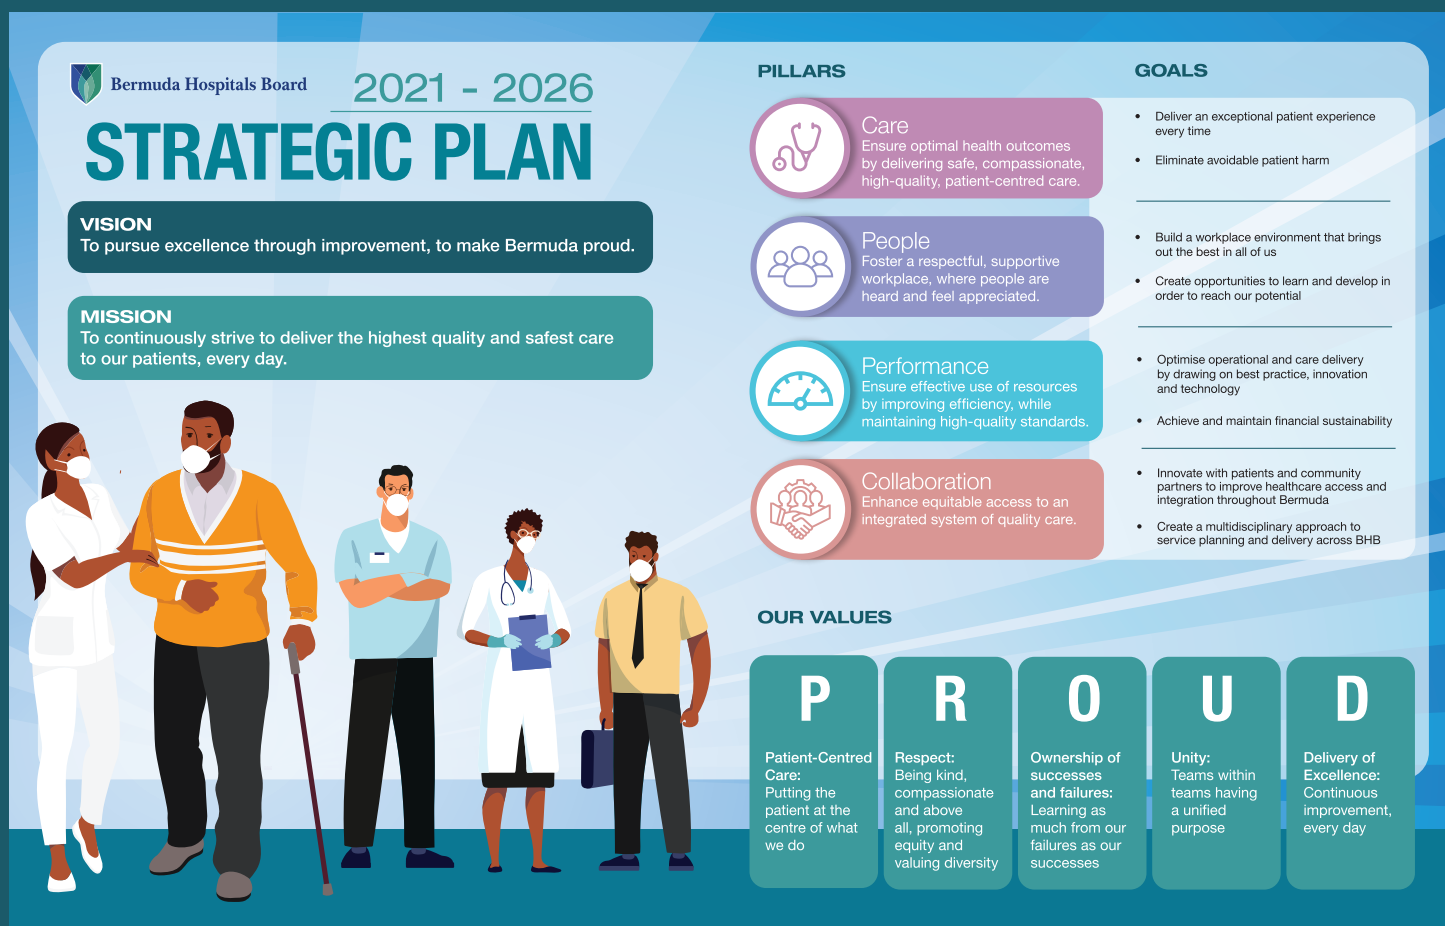 Bermuda Hospitals Board
2021 - 2026
STRATEGIC PLAN
VISION
To pursue excellence through improvement, to make Bermuda proud.
MISSION
To continuously strive to deliver the highest quality and safest care
to our patients, every day.
PILLARS
GOALS
Care
Ensure optimal health outcomes
by delivering safe, compassionate,
high-quality, patient-centred care.
• Deliver an exceptional patient experience
every time
• Eliminate avoidable patient harm
People
Foster a respectful, supportive
workplace, where people are
heard and feel appreciated.
• Build a workplace environment that brings
out the best in all of us
• Create opportunities to learn and develop in
order to reach our potential
Performance
Ensure effective use of resources
by improving efficiency, while
maintaining high-quality standards.
• Optimise operational and care delivery
by drawing on best practice, innovation
and technology
• Achieve and maintain financial sustainability
Collaboration
Enhance equitable access to an
integrated system of quality care.
• Innovate with patients and community
partners to improve healthcare access and
integration throughout Bermuda
• Create a multidisciplinary approach to
service planning and delivery across BHB
OUR VALUES
P
Patient-Centred
Care:
Putting the
patient at the
centre of what
we do
R
Respect:
Being kind,
compassionate
and above
all, promoting
equity and
valuing diversity
O
Ownership of
successes
and failures:
Learning as
much from our
failures as our
successes
U
Unity:
Teams within
teams having
a unified
purpose
D
Delivery of
Excellence:
Continuous
improvement,
every day